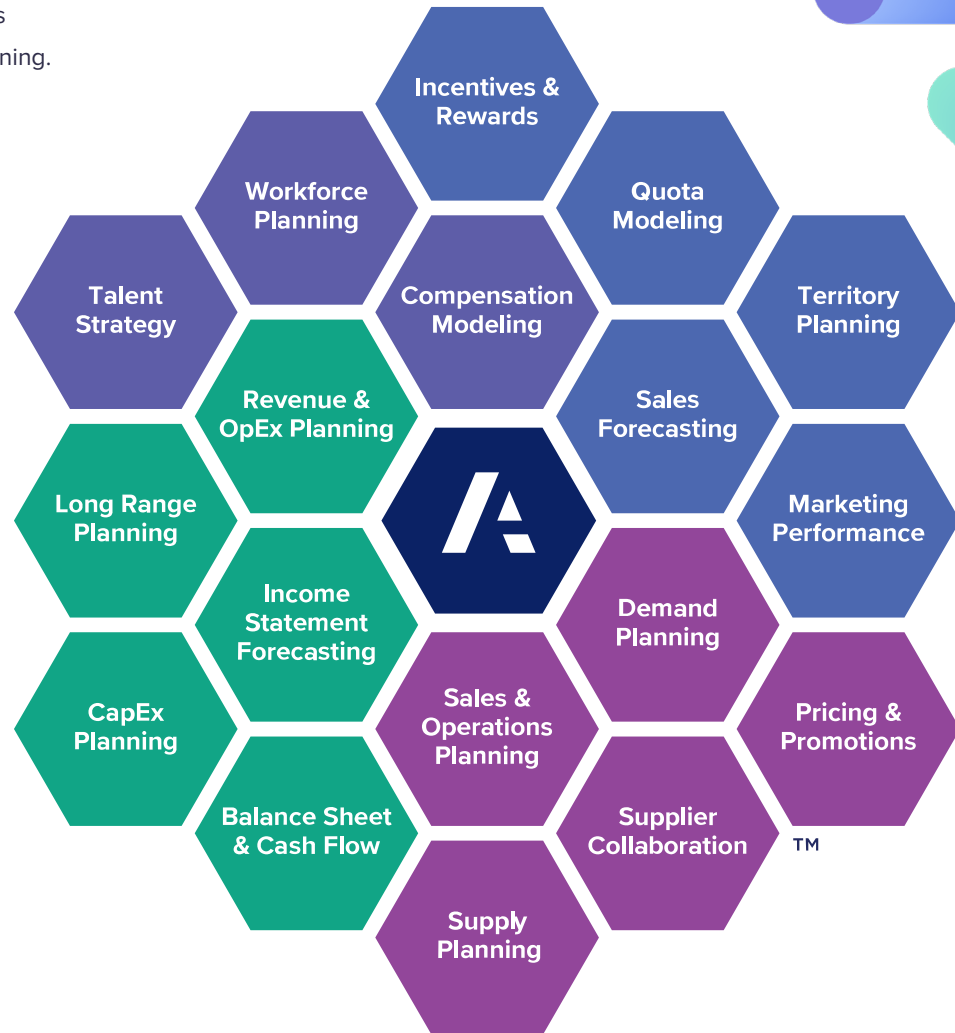 s
ning.
Incentives &
Rewards
Workforce
Planning
Quota
Modeling
Talent
Strategy
Compensation
Modeling
Territory
Planning
Revenue &
OpEx Planning
Sales
Forecasting
Long Range
Planning
Marketing
Performance
Income
Statement
Forecasting
Demand
Planning
CapEx
Planning
Sales &
Operations
Planning
Pricing &
Promotions
Balance Sheet
& Cash Flow
Supplier
Collaboration
TM
Supply
Planning